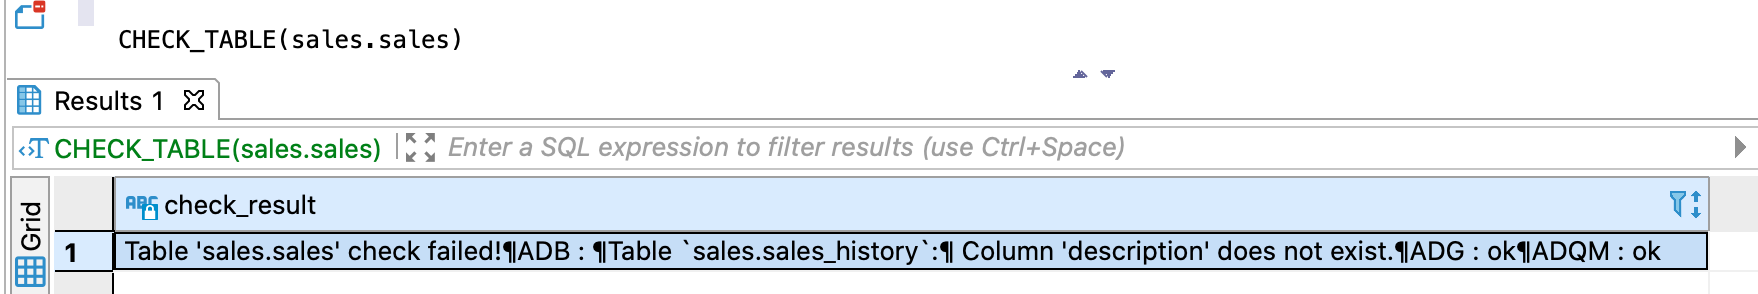 CHECK_TABLE(sales.sales)
Results 1
CHECK_TABLE(sales.sales) Enter a SQL expression to filter results (use Ctrl+Space)
Grid
ABC check_result
1 Table 'sales.sales' check failed!¶ADB : ¶Table `sales.sales_history`:¶ Column 'description' does not exist.¶ADG : ok¶ADQM : ok